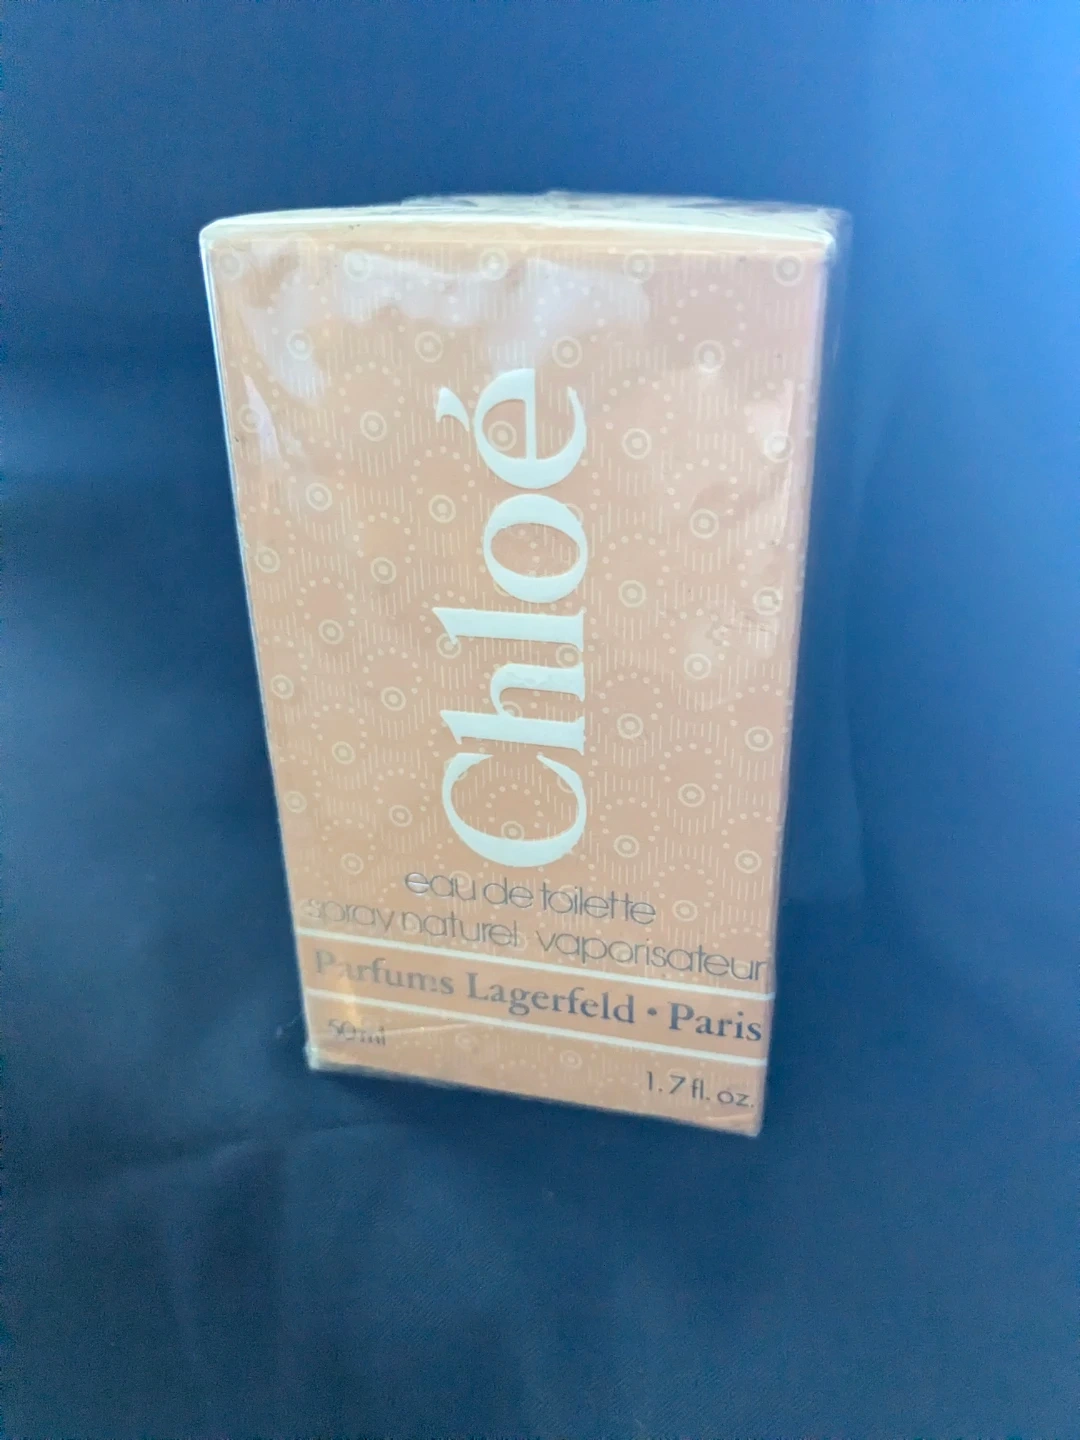 Chloé
eau de toilette
spray naturel vaporisateur
Parfums Lagerfeld • Paris
50 ml
1.7 fl. oz.